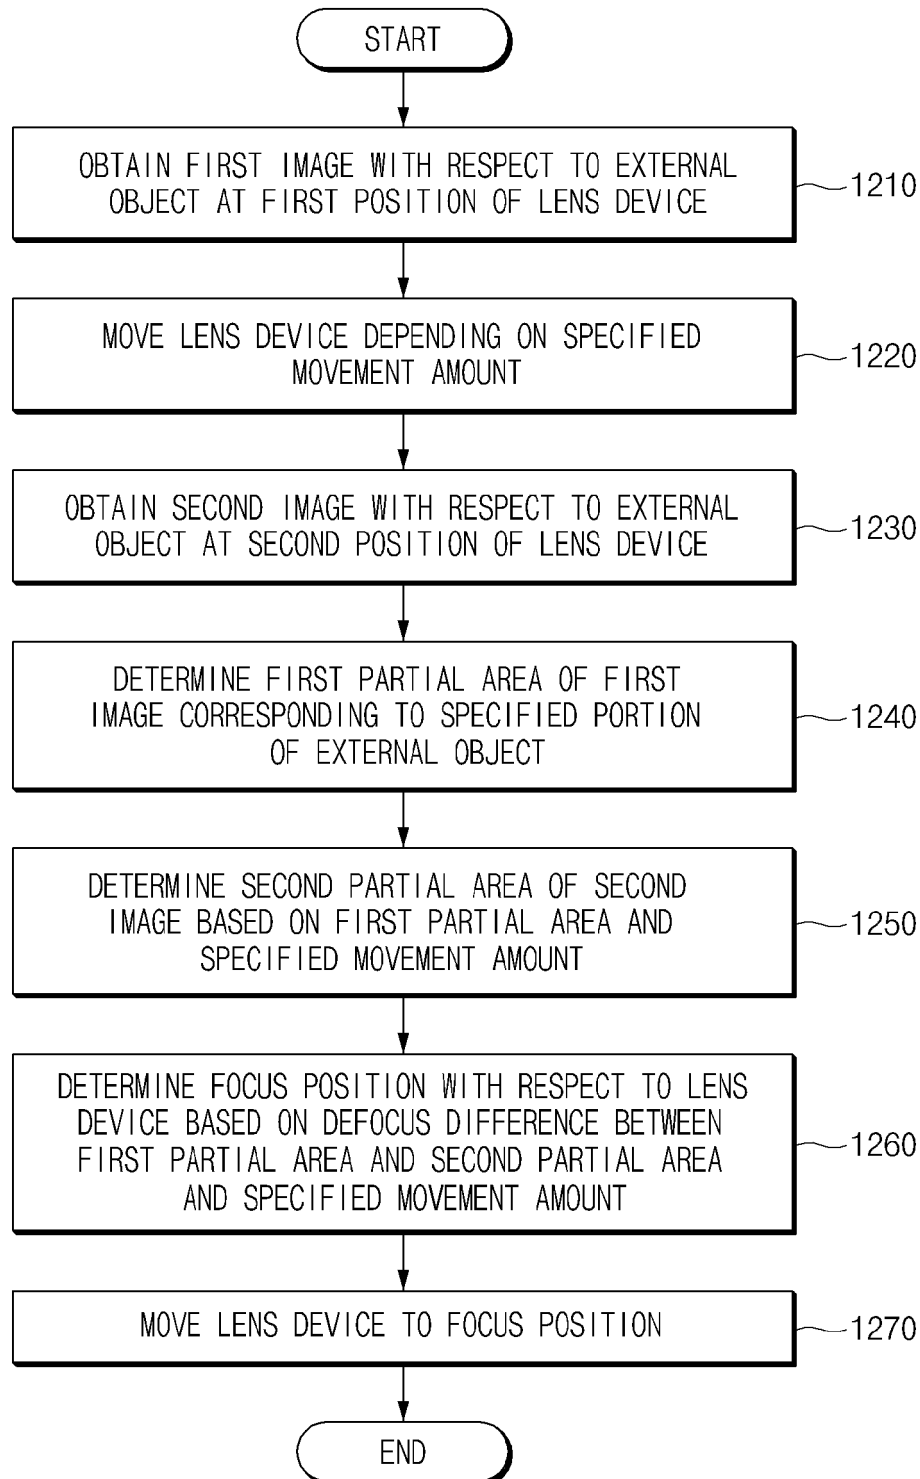 START
OBTAIN FIRST IMAGE WITH RESPECT TO EXTERNAL
OBJECT AT FIRST POSITION OF LENS DEVICE
1210
MOVE LENS DEVICE DEPENDING ON SPECIFIED
MOVEMENT AMOUNT
1220
OBTAIN SECOND IMAGE WITH RESPECT TO EXTERNAL
OBJECT AT SECOND POSITION OF LENS DEVICE
1230
DETERMINE FIRST PARTIAL AREA OF FIRST
IMAGE CORRESPONDING TO SPECIFIED PORTION
OF EXTERNAL OBJECT
1240
DETERMINE SECOND PARTIAL AREA OF SECOND
IMAGE BASED ON FIRST PARTIAL AREA AND
SPECIFIED MOVEMENT AMOUNT
1250
DETERMINE FOCUS POSITION WITH RESPECT TO LENS
DEVICE BASED ON DEFOCUS DIFFERENCE BETWEEN
FIRST PARTIAL AREA AND SECOND PARTIAL AREA
AND SPECIFIED MOVEMENT AMOUNT
1260
MOVE LENS DEVICE TO FOCUS POSITION
1270
END